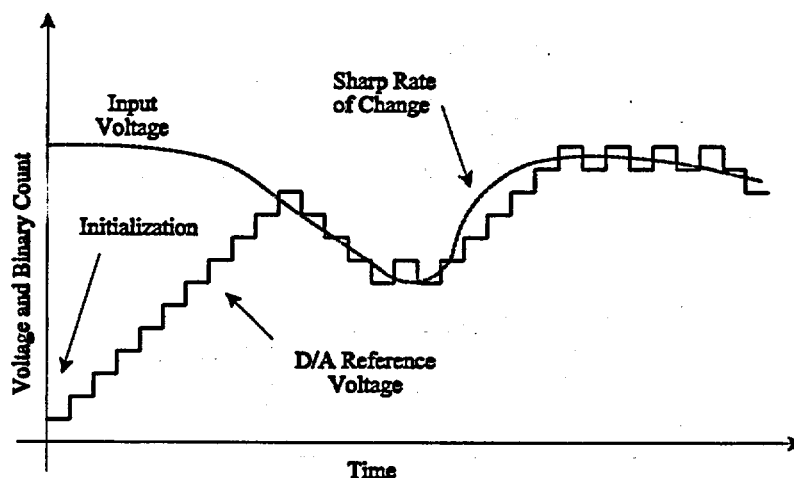 Sharp Rate
of Change
Input
Voltage
Initialization
D/A Reference
Voltage
Voltage and Binary Count
Time